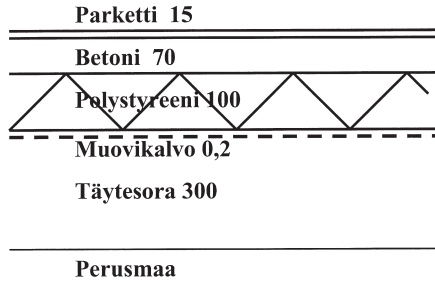 Parketti 15
Betoni 70
Polystyreeni 100
Muovikalvo 0,2
Täytesora 300
Perusmaa